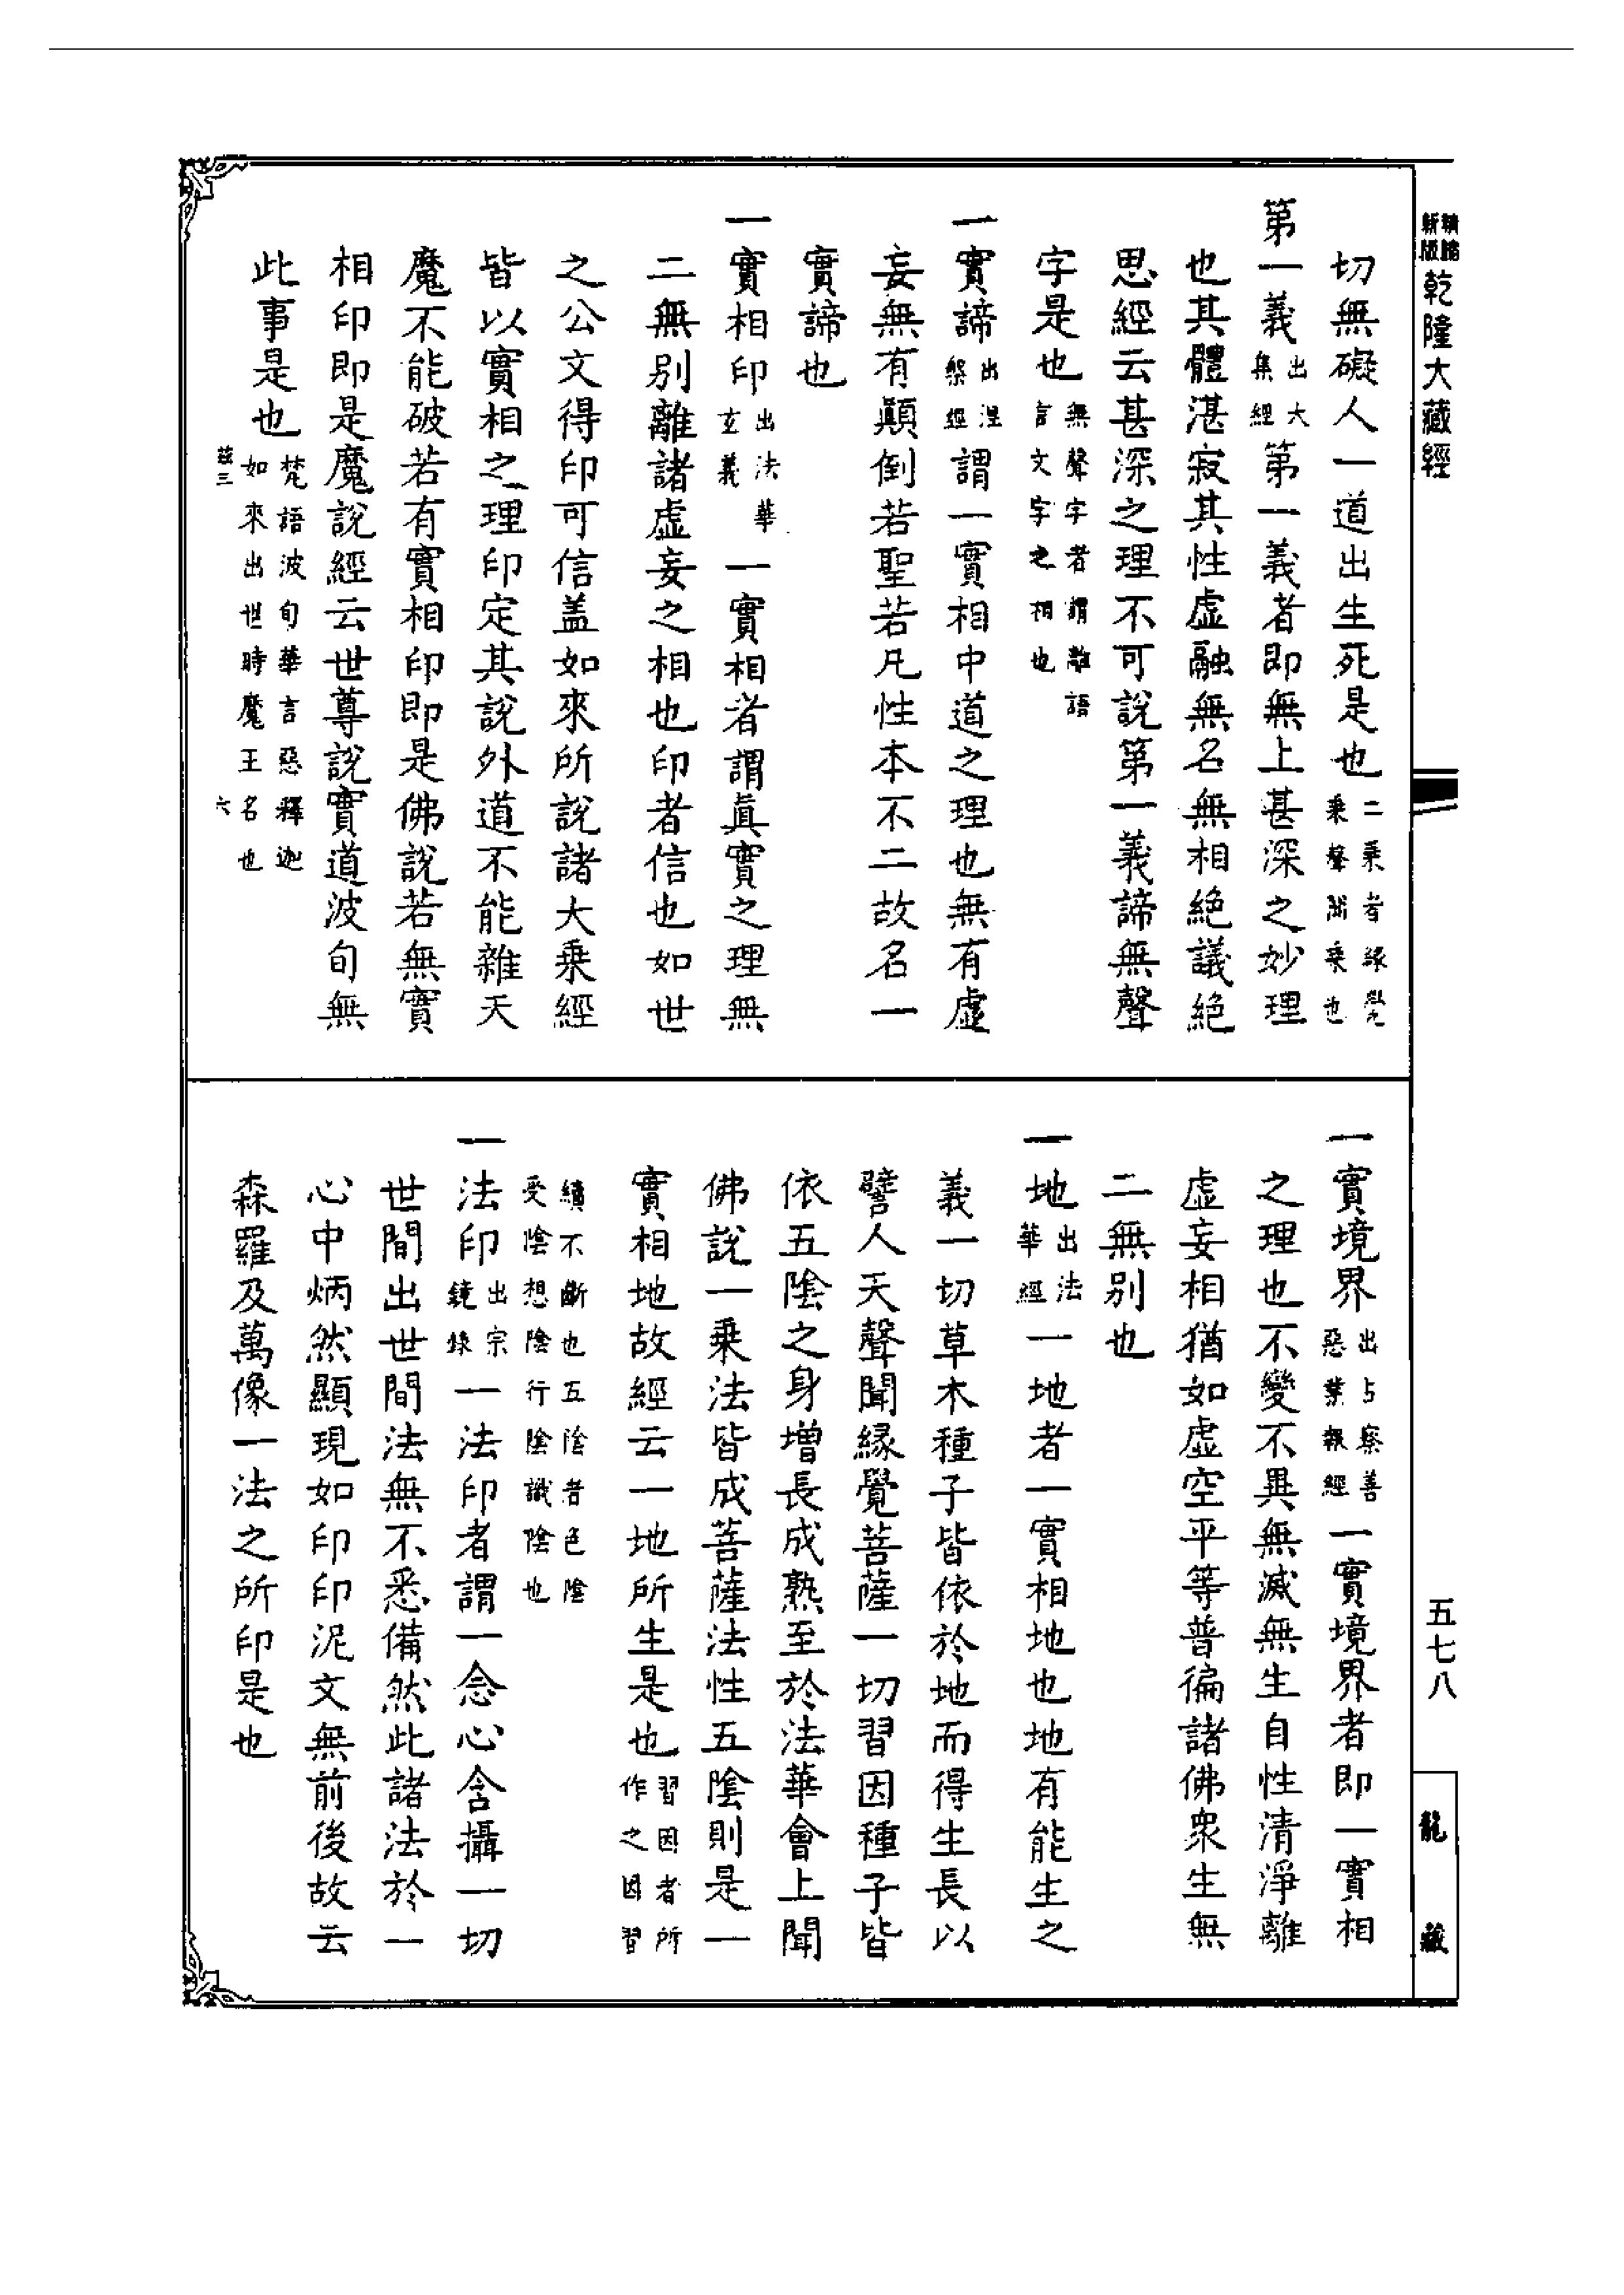 新版
精縮
乾隆大藏經
五七八
龍藏
切無礙人一道出生死是也二乘者緣覺乘聲聞乘也
第一義出大集經第一義者即無上甚深之妙理
也其體湛寂其性虛融無名無相絕議絕
思經云甚深之理不可說第一義諦無聲
字是也無聲字者謂離語言文字之相也
一實諦出涅槃經謂一實相中道之理也無有虛
妄無有顛倒若聖若凡性本不二故名一
實諦也
一實相印出法華玄義一實相者謂眞實之理無
二無別離諸虛妄之相也印者信也如世
之公文得印可信盖如來所說諸大乘經
皆以實相之理印定其說外道不能雜天
魔不能破若有實相印即是佛說若無實
相印即是魔說經云世尊說實道波旬無
此事是也梵語波旬華言惡釋迦如來出世時魔王名也
茲三 六
一實境界出占察善惡業報經一實境界者即一實相
之理也不變不異無滅無生自性清淨離
虛妄相猶如虛空平等普徧諸佛衆生無
二無別也
一地出法華經一地者一實相地也地有能生之
義一切草木種子皆依於地而得生長以
譬人天聲聞緣覺菩薩一切習因種子皆
依五陰之身增長成熟至於法華會上聞
佛說一乘法皆成菩薩法性五陰則是一
實相地故經云一地所生是也習因者所作之因習
續不斷也五陰者色陰受陰想陰行陰識陰也
一法印出宗鏡錄一法印者謂一念心含攝一切
世間出世間法無不悉備然此諸法於一
心中炳然顯現如印印泥文無前後故云
森羅及萬像一法之所印是也